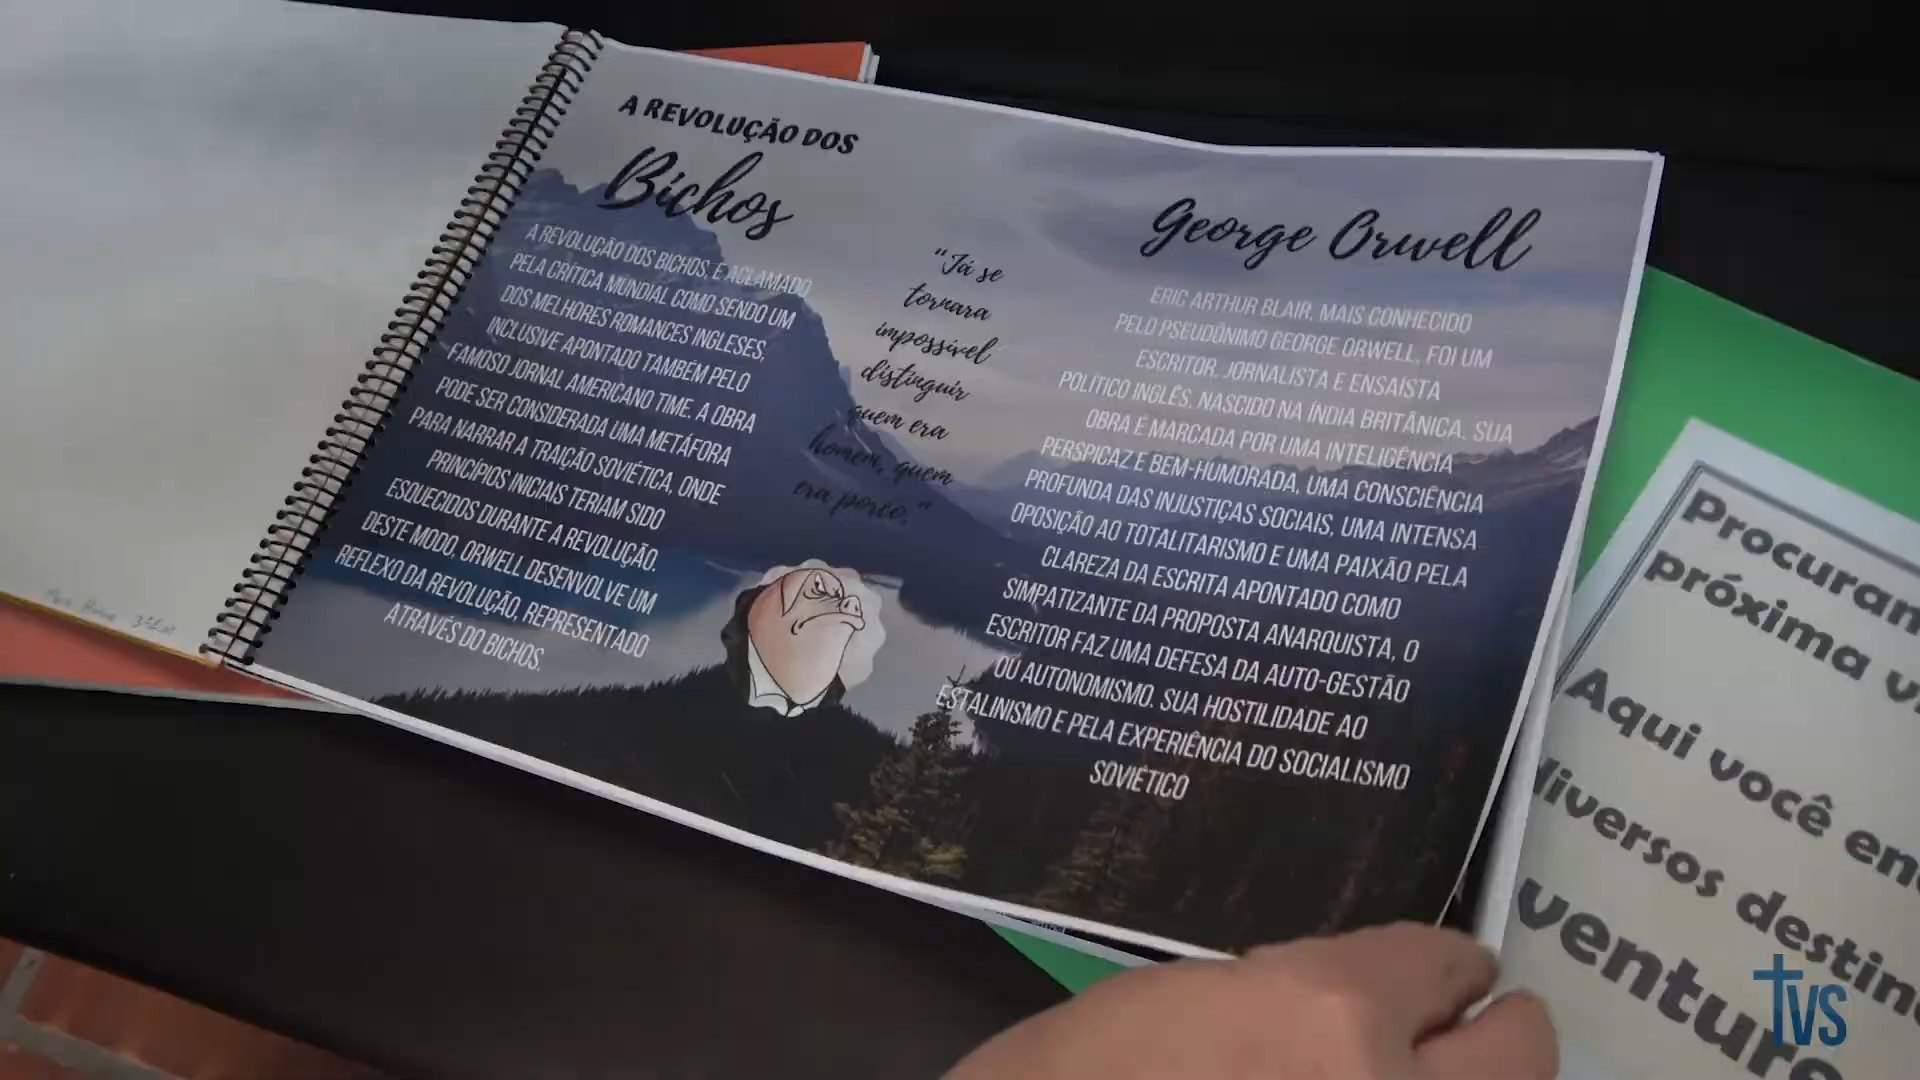 A REVOLUÇÃO DOS
Bichos
A REVOLUÇÃO DOS BICHOS, É ACLAMADO
PELA CRÍTICA MUNDIAL COMO SENDO UM
DOS MELHORES ROMANCES INGLESES,
INCLUSIVE APONTADO TAMBÉM PELO
FAMOSO JORNAL AMERICANO TIME. A OBRA
PODE SER CONSIDERADA UMA METÁFORA
PARA NARRAR A TRAIÇÃO SOVIÉTICA, ONDE
PRINCÍPIOS INICIAIS TERIAM SIDO
ESQUECIDOS DURANTE A REVOLUÇÃO.
DESTE MODO, ORWELL DESENVOLVE UM
REFLEXO DA REVOLUÇÃO, REPRESENTADO
ATRAVÉS DO BICHOS.
"Já se
tornara
impossível
distinguir
quem era
homem, quem
era porco."
George Orwell
ERIC ARTHUR BLAIR, MAIS CONHECIDO
PELO PSEUDÔNIMO GEORGE ORWELL, FOI UM
ESCRITOR, JORNALISTA E ENSAÍSTA
POLÍTICO INGLÊS, NASCIDO NA ÍNDIA BRITÂNICA. SUA
OBRA É MARCADA POR UMA INTELIGÊNCIA
PERSPICAZ E BEM-HUMORADA, UMA CONSCIÊNCIA
PROFUNDA DAS INJUSTIÇAS SOCIAIS, UMA INTENSA
OPOSIÇÃO AO TOTALITARISMO E UMA PAIXÃO PELA
CLAREZA DA ESCRITA APONTADO COMO
SIMPATIZANTE DA PROPOSTA ANARQUISTA, O
ESCRITOR FAZ UMA DEFESA DA AUTO-GESTÃO
OU AUTONOMISMO. SUA HOSTILIDADE AO
ESTALINISMO E PELA EXPERIÊNCIA DO SOCIALISMO
SOVIÉTICO
Procuran
próxima v
Aqui você en
diversos destin
venture
TVS